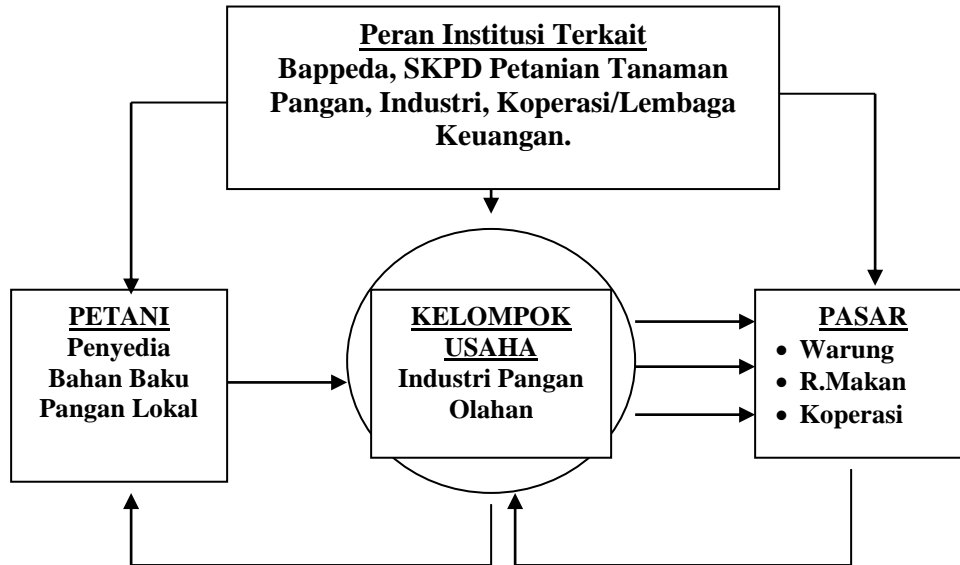 Peran Institusi Terkait
Bappeda, SKPD Petanian Tanaman
Pangan, Industri, Koperasi/Lembaga
Keuangan.
PETANI
Penyedia
Bahan Baku
Pangan Lokal
KELOMPOK
USAHA
Industri Pangan
Olahan
PASAR
• Warung
• R.Makan
• Koperasi